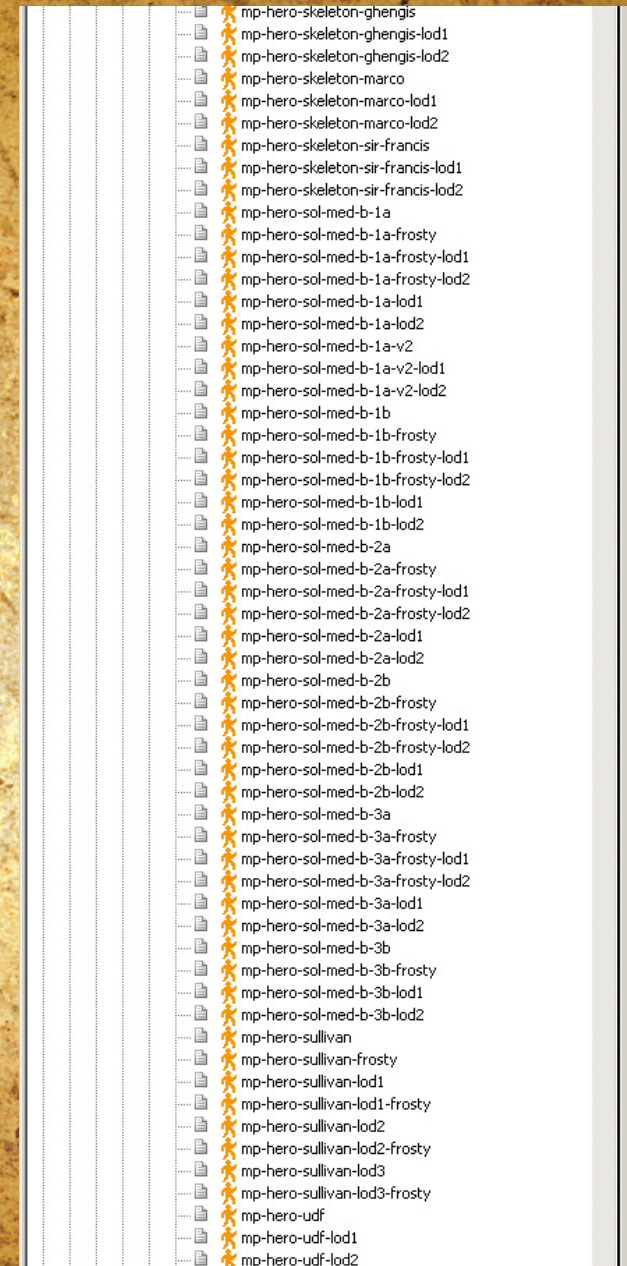 mp-hero-skeleton-ghengis
mp-hero-skeleton-ghengis-lod1
mp-hero-skeleton-ghengis-lod2
mp-hero-skeleton-marco
mp-hero-skeleton-marco-lod1
mp-hero-skeleton-marco-lod2
mp-hero-skeleton-sir-francis
mp-hero-skeleton-sir-francis-lod1
mp-hero-skeleton-sir-francis-lod2
mp-hero-sol-med-b-1a
mp-hero-sol-med-b-1a-frosty
mp-hero-sol-med-b-1a-frosty-lod1
mp-hero-sol-med-b-1a-frosty-lod2
mp-hero-sol-med-b-1a-lod1
mp-hero-sol-med-b-1a-lod2
mp-hero-sol-med-b-1a-v2
mp-hero-sol-med-b-1a-v2-lod1
mp-hero-sol-med-b-1a-v2-lod2
mp-hero-sol-med-b-1b
mp-hero-sol-med-b-1b-frosty
mp-hero-sol-med-b-1b-frosty-lod1
mp-hero-sol-med-b-1b-frosty-lod2
mp-hero-sol-med-b-1b-lod1
mp-hero-sol-med-b-1b-lod2
mp-hero-sol-med-b-2a
mp-hero-sol-med-b-2a-frosty
mp-hero-sol-med-b-2a-frosty-lod1
mp-hero-sol-med-b-2a-frosty-lod2
mp-hero-sol-med-b-2a-lod1
mp-hero-sol-med-b-2a-lod2
mp-hero-sol-med-b-2b
mp-hero-sol-med-b-2b-frosty
mp-hero-sol-med-b-2b-frosty-lod1
mp-hero-sol-med-b-2b-frosty-lod2
mp-hero-sol-med-b-2b-lod1
mp-hero-sol-med-b-2b-lod2
mp-hero-sol-med-b-3a
mp-hero-sol-med-b-3a-frosty
mp-hero-sol-med-b-3a-frosty-lod1
mp-hero-sol-med-b-3a-frosty-lod2
mp-hero-sol-med-b-3a-lod1
mp-hero-sol-med-b-3a-lod2
mp-hero-sol-med-b-3b
mp-hero-sol-med-b-3b-frosty
mp-hero-sol-med-b-3b-lod1
mp-hero-sol-med-b-3b-lod2
mp-hero-sullivan
mp-hero-sullivan-frosty
mp-hero-sullivan-lod1
mp-hero-sullivan-lod1-frosty
mp-hero-sullivan-lod2
mp-hero-sullivan-lod2-frosty
mp-hero-sullivan-lod3
mp-hero-sullivan-lod3-frosty
mp-hero-udf
mp-hero-udf-lod1
mp-hero-udf-lod2